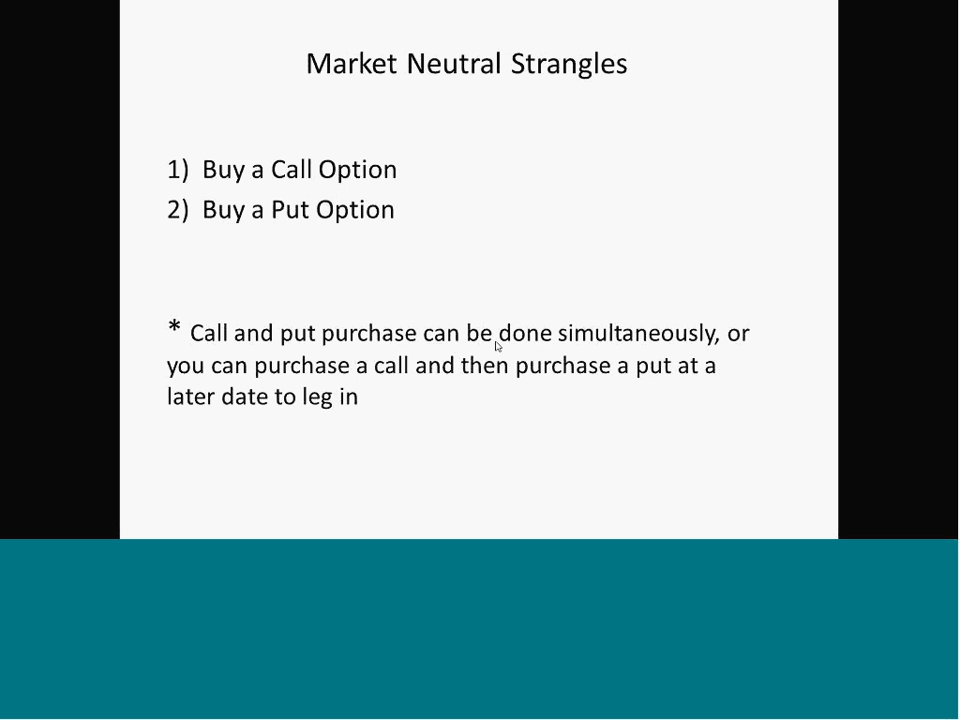 Market Neutral Strangles
1) Buy a Call Option
2) Buy a Put Option
* Call and put purchase can be done simultaneously, or
you can purchase a call and then purchase a put at a
later date to leg in